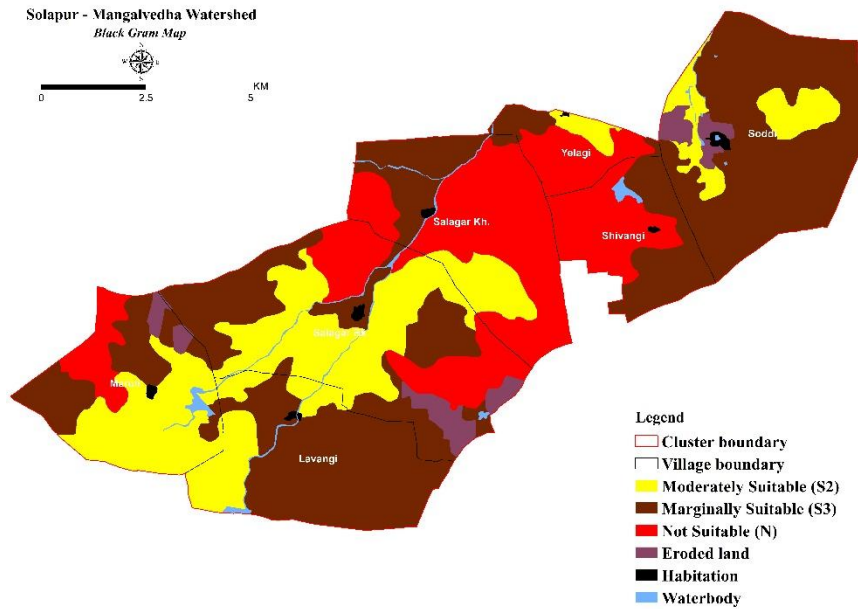 Solapur - Mangalvedha Watershed
Black Gram Map
N
W
E
S
KM
0
2.5
5
Soddi
Yelagi
Salagar Kh.
Shivangi
Salagar
Lavangi
Legend
Cluster boundary
Village boundary
Moderately Suitable (S2)
Marginally Suitable (S3)
Not Suitable (N)
Eroded land
Habitation
Waterbody